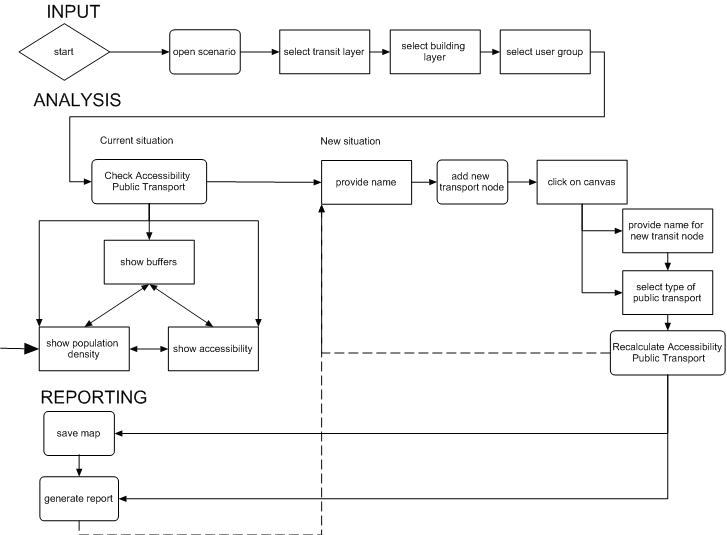 INPUT
start
open scenario
select transit layer
select building
layer
select user group
ANALYSIS
Current situation
New situation
Check Accessibility
Public Transport
provide name
add new
transport node
click on canvas
provide name for
new transit node
show buffers
select type of
public transport
show population
density
show accessibility
Recalculate Accessibility
Public Transport
REPORTING
save map
generate report